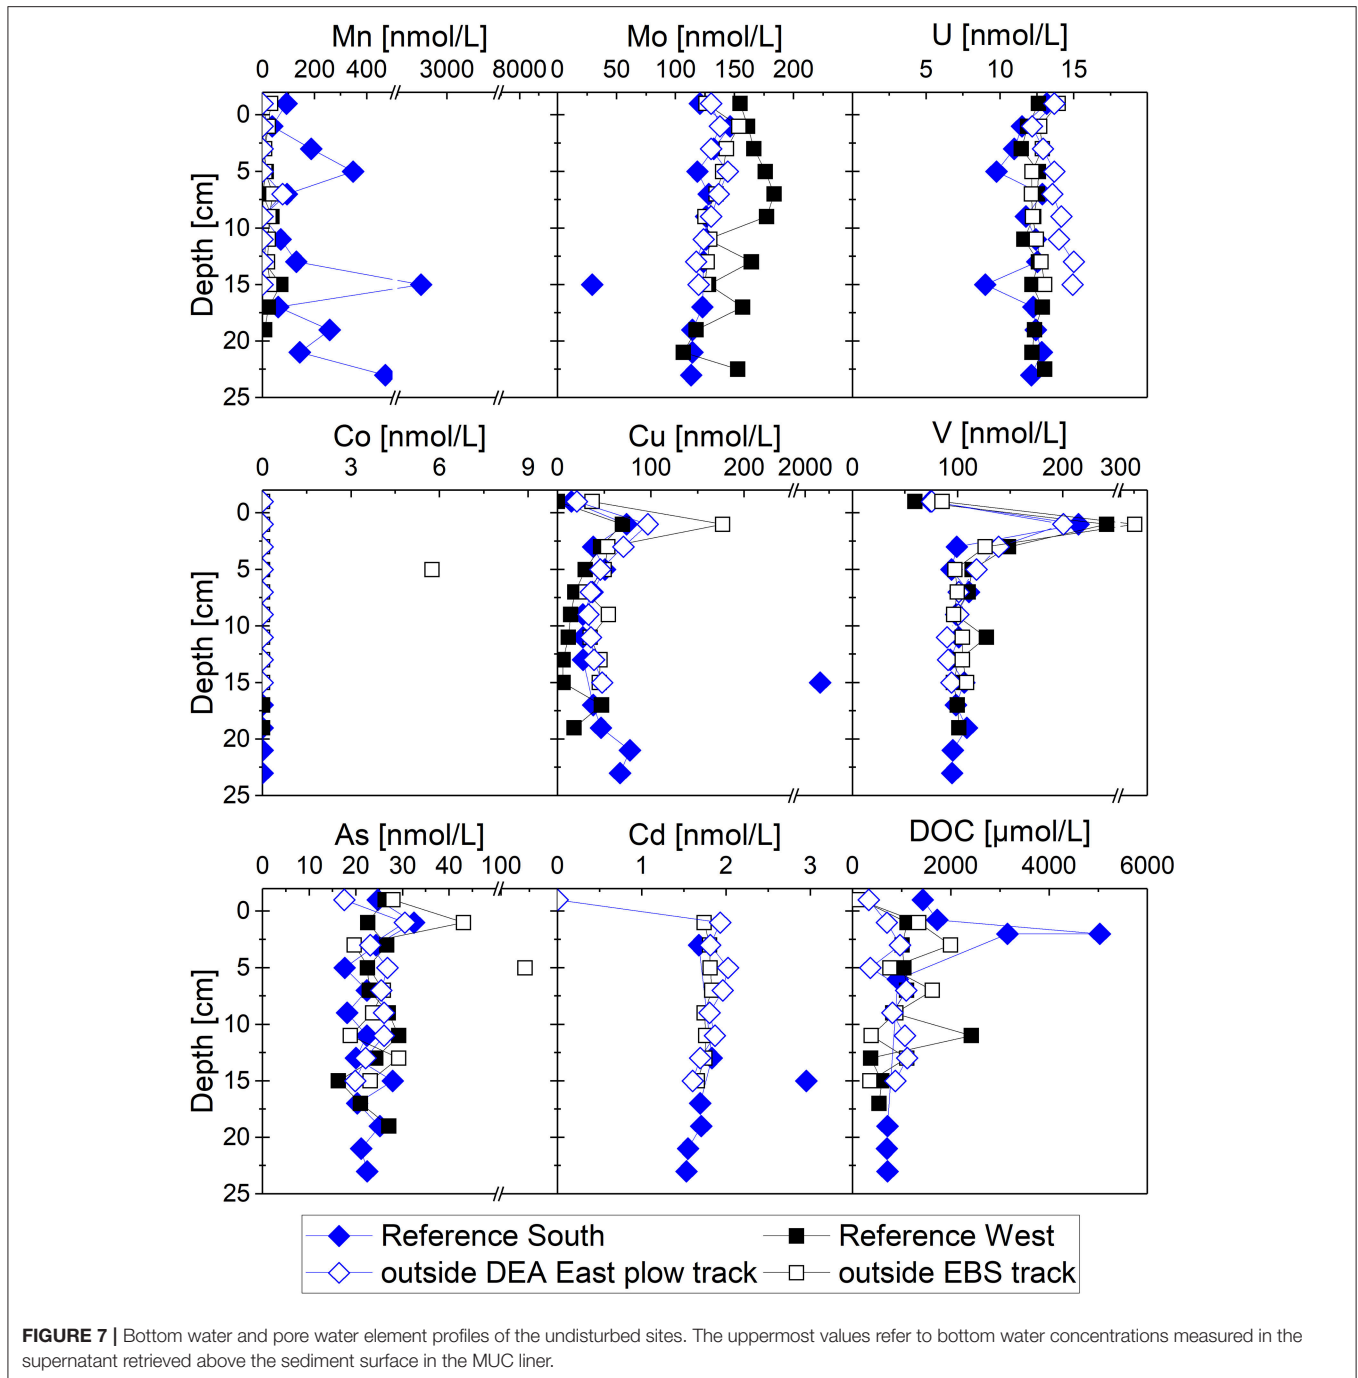 Mn [nmol/L] Mo [nmol/L] U [nmol/L]
0 200 400 3000 8000 0 50 100 150 200 5 10 15
0
5
10
15
20
25
Depth [cm]
Co [nmol/L] Cu [nmol/L] V [nmol/L]
0 3 6 9 0 100 200 2000 0 100 200 300
0
5
10
15
20
25
Depth [cm]
As [nmol/L] Cd [nmol/L] DOC [µmol/L]
0 10 20 30 40 100 0 1 2 3 0 2000 4000 6000
0
5
10
15
20
25
Depth [cm]
Reference South Reference West
outside DEA East plow track outside EBS track
FIGURE 7 | Bottom water and pore water element profiles of the undisturbed sites. The uppermost values refer to bottom water concentrations measured in the
supernatant retrieved above the sediment surface in the MUC liner.